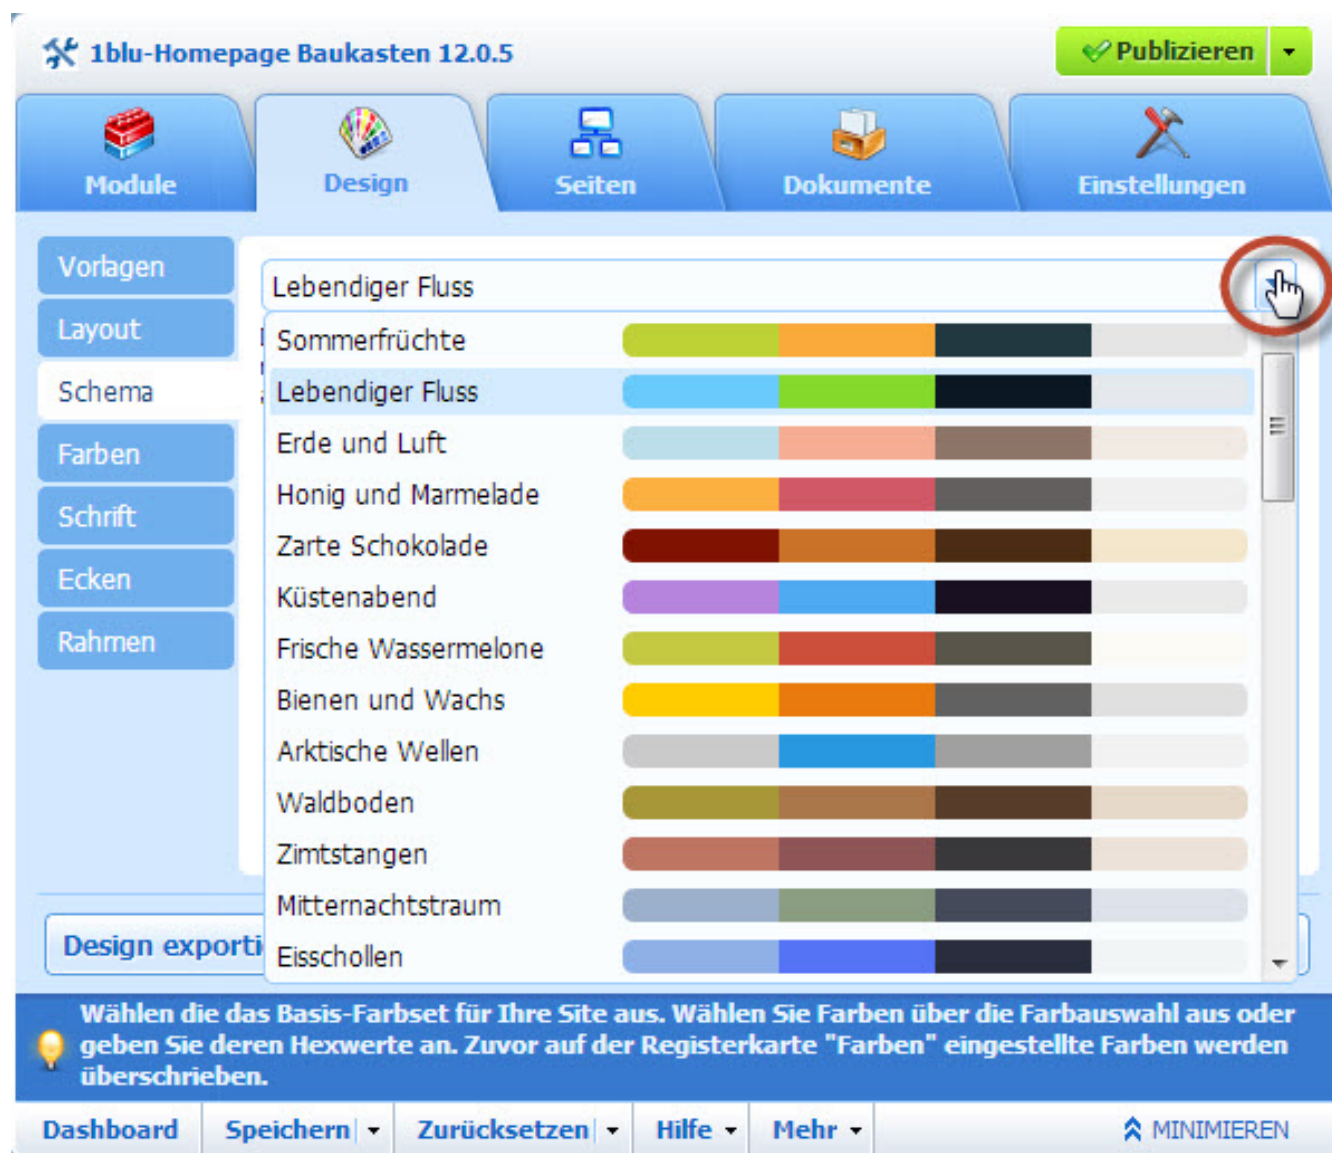 1blu-Homepage Baukasten 12.0.5
Publizieren
Module
Design
Seiten
Dokumente
Einstellungen
Vorlagen
Layout
Schema
Farben
Schrift
Ecken
Rahmen
Lebendiger Fluss
Sommerfrüchte
Lebendiger Fluss
Erde und Luft
Honig und Marmelade
Zarte Schokolade
Küstenabend
Frische Wassermelone
Bienen und Wachs
Arktische Wellen
Waldboden
Zimtstangen
Mitternachtstraum
Eisschollen
Design exporti
Wählen die das Basis-Farbset für Ihre Site aus. Wählen Sie Farben über die Farbauswahl aus oder
geben Sie deren Hexwerte an. Zuvor auf der Registerkarte "Farben" eingestellte Farben werden
überschrieben.
Dashboard
Speichern
Zurücksetzen
Hilfe
Mehr
MINIMIEREN